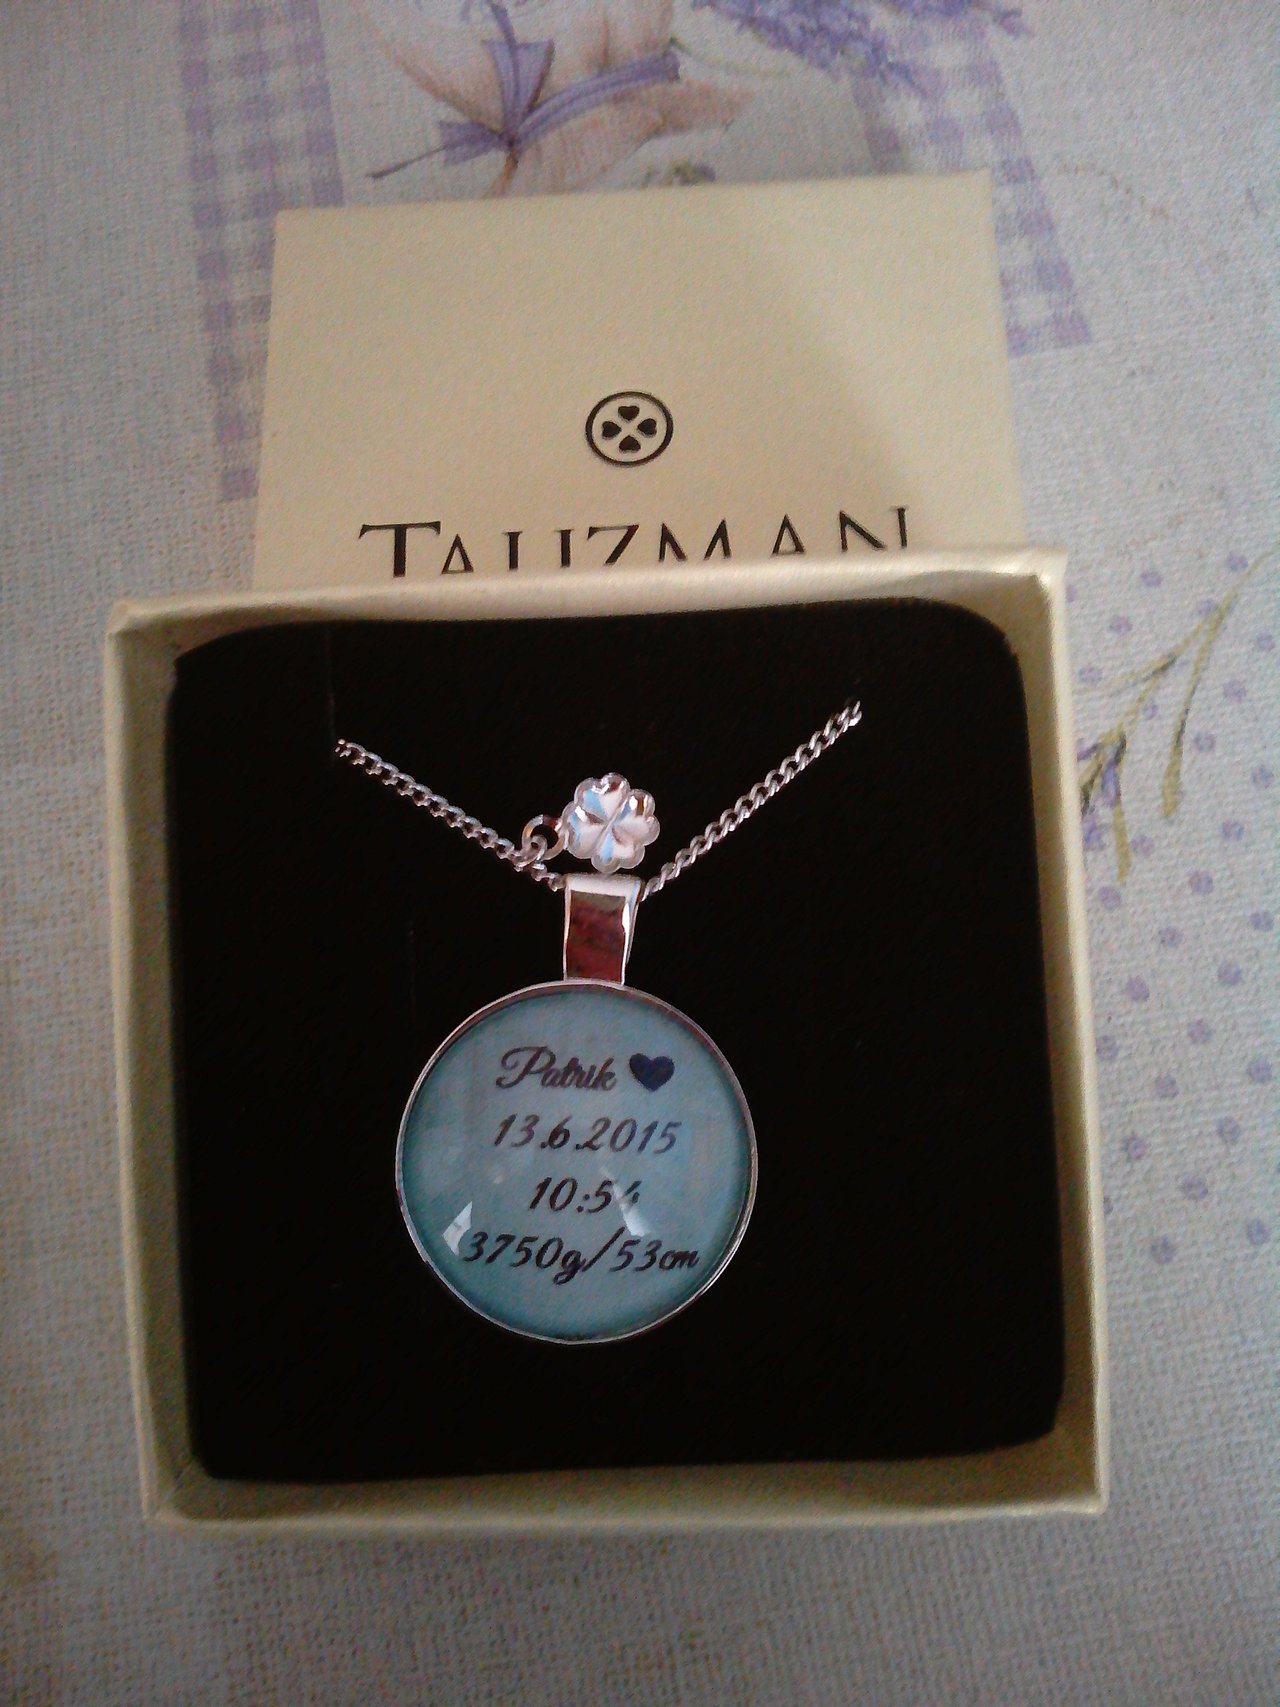 TALIZMAN
Patrik
13.6.2015
10:54
3750g/53cm